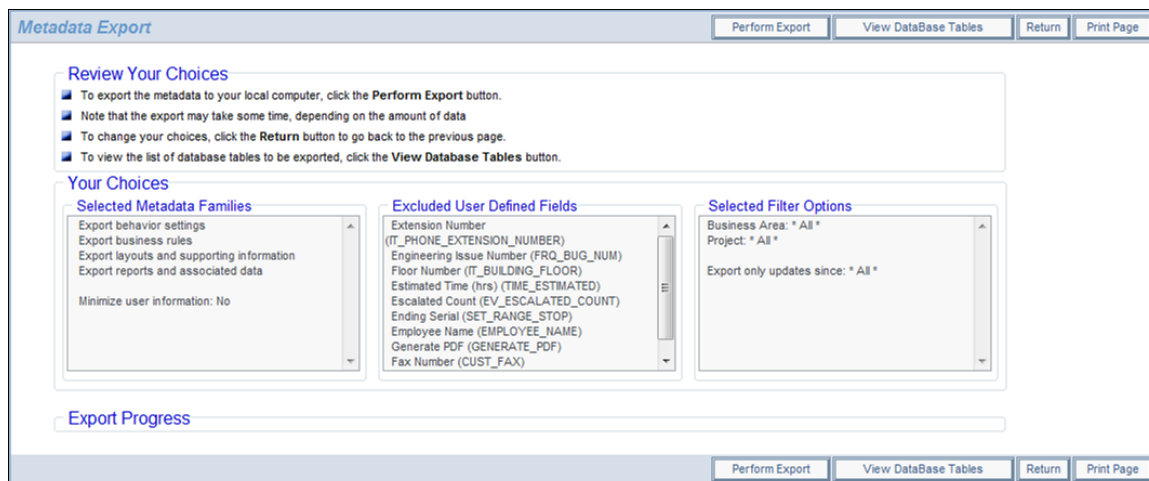 Metadata Export
Perform Export
View DataBase Tables
Return
Print Page
Review Your Choices
To export the metadata to your local computer, click the Perform Export button.
Note that the export may take some time, depending on the amount of data
To change your choices, click the Return button to go back to the previous page.
To view the list of database tables to be exported, click the View Database Tables button.
Your Choices
Selected Metadata Families
Export behavior settings
Export business rules
Export layouts and supporting information
Export reports and associated data
Minimize user information: No
Excluded User Defined Fields
Extension Number
(IT_PHONE_EXTENSION_NUMBER)
Engineering Issue Number (FRQ_BUG_NUM)
Floor Number (IT_BUILDING_FLOOR)
Estimated Time (hrs) (TIME_ESTIMATED)
Escalated Count (EV_ESCALATED_COUNT)
Ending Serial (SET_RANGE_STOP)
Employee Name (EMPLOYEE_NAME)
Generate PDF (GENERATE_PDF)
Fax Number (CUST_FAX)
Selected Filter Options
Business Area: * All *
Project: * All *
Export only updates since: * All *
Export Progress
Perform Export
View DataBase Tables
Return
Print Page